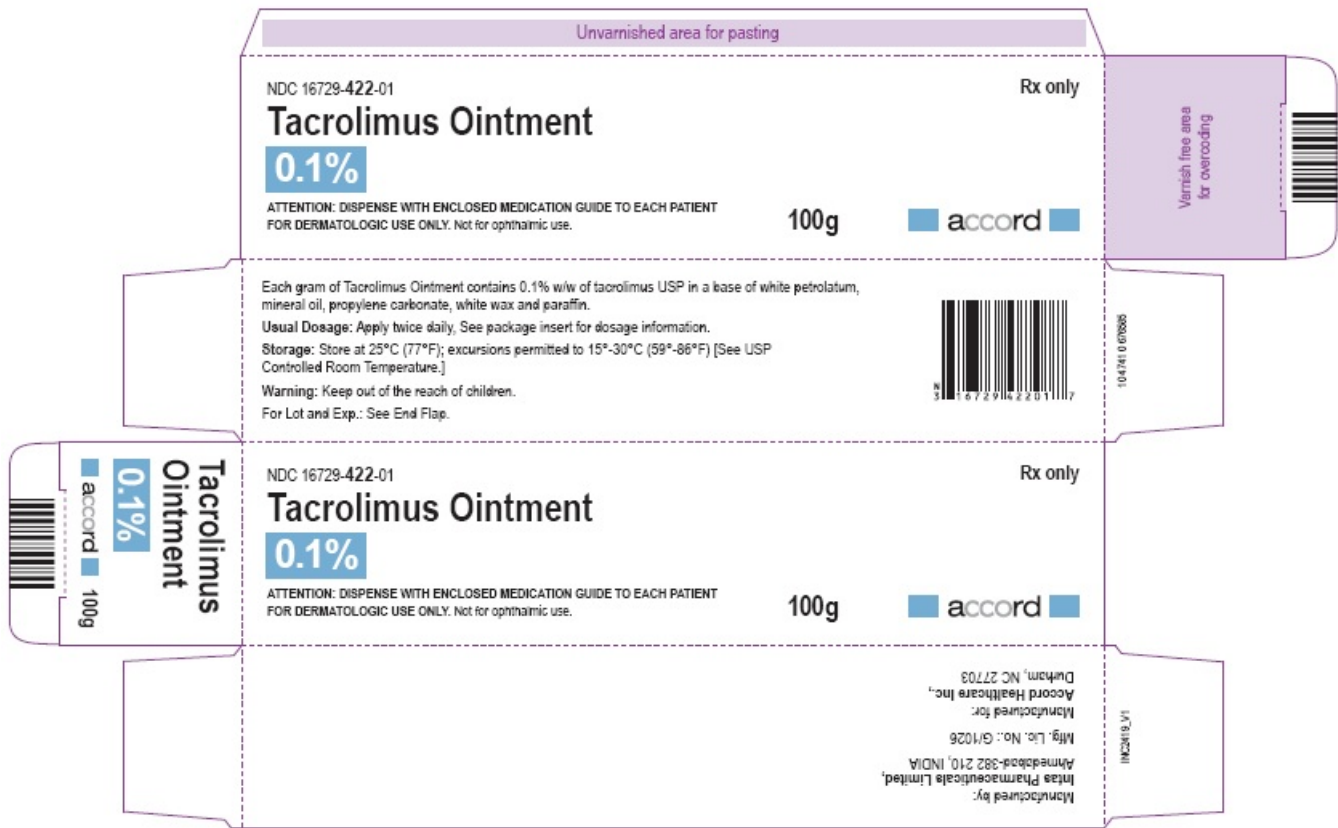 Unvarnished area for pasting
NDC 16729-422-01
Rx only
Tacrolimus Ointment
0.1%
ATTENTION: DISPENSE WITH ENCLOSED MEDICATION GUIDE TO EACH PATIENT
FOR DERMATOLOGIC USE ONLY. Not for ophthalmic use.
100g
accord
Varnish free area
for overcoding
Each gram of Tacrolimus Ointment contains 0.1% w/w of tacrolimus USP in a base of white petrolatum,
mineral oil, propylene carbonate, white wax and paraffin.
Usual Dosage: Apply twice daily, See package insert for dosage information.
Storage: Store at 25°C (77°F); excursions permitted to 15°-30°C (59°-86°F) [See USP
Controlled Room Temperature.]
Warning: Keep out of the reach of children.
For Lot and Exp.: See End Flap.
N
3 16729 42201 7
10 4741 0 676585
Tacrolimus
Ointment
0.1%
accord
100g
NDC 16729-422-01
Rx only
Tacrolimus Ointment
0.1%
ATTENTION: DISPENSE WITH ENCLOSED MEDICATION GUIDE TO EACH PATIENT
FOR DERMATOLOGIC USE ONLY. Not for ophthalmic use.
100g
accord
Manufactured by:
Intas Pharmaceuticals Limited,
Ahmedabad-382 210, INDIA
Mfg. Lic. No.: G/1026
Manufactured for:
Accord Healthcare Inc.,
Durham, NC 27703
INC2419_V1